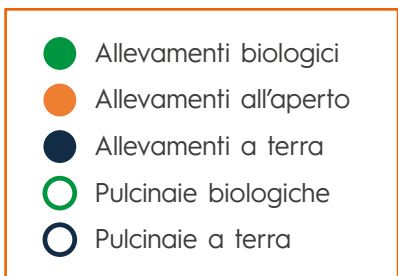 Allevamenti biologici
Allevamenti all'aperto
Allevamenti a terra
Pulcinaie biologiche
Pulcinaie a terra